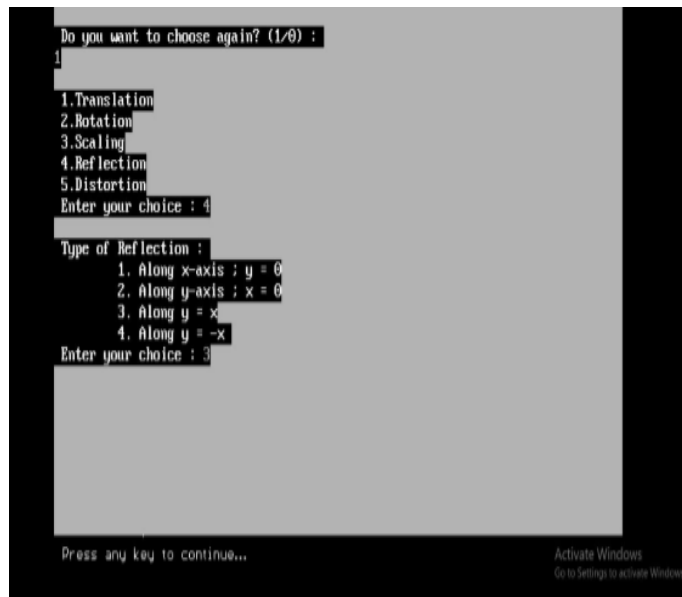 Do you want to choose again? (1/0) :
1
1.Translation
2.Rotation
3.Scaling
4.Reflection
5.Distortion
Enter your choice : 4
Type of Reflection :
1. Along x-axis ; y = 0
2. Along y-axis ; x = 0
3. Along y = x
4. Along y = -x
Enter your choice : 3
Press any key to continue...
Activate Windows
Go to Settings to activate Window